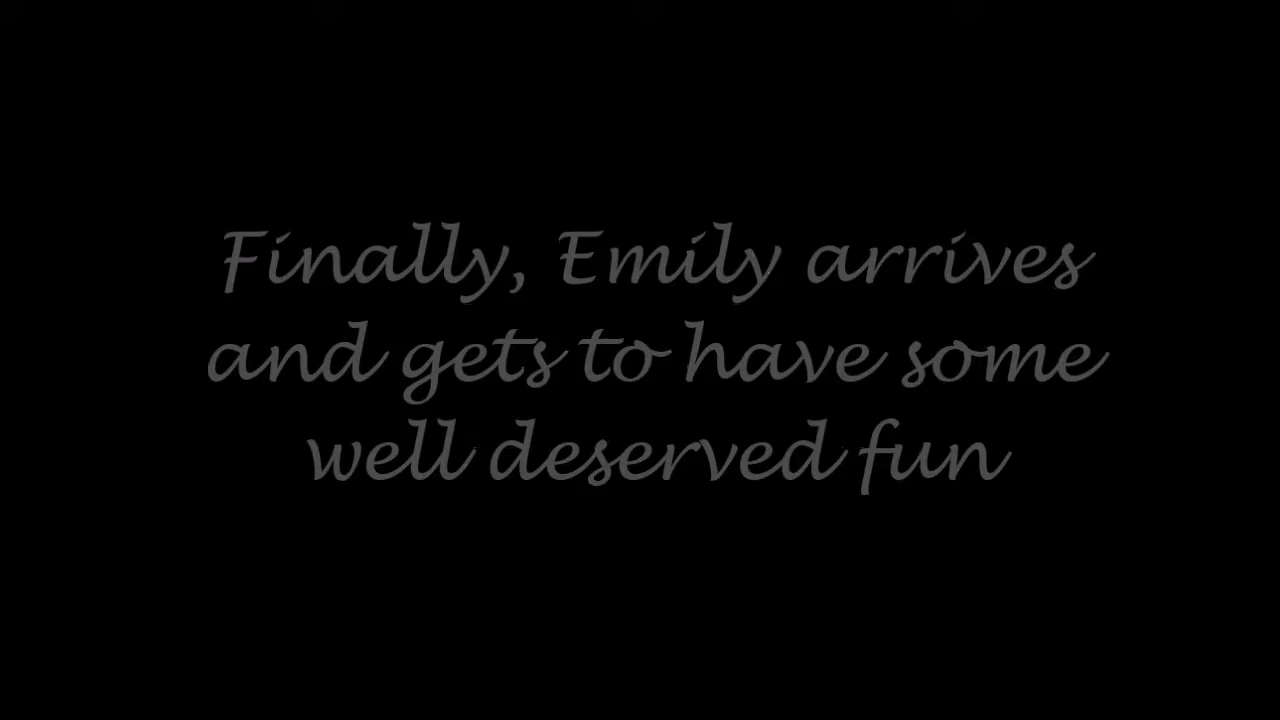 Finally, Emily arrives
and gets to have some
well deserved fun